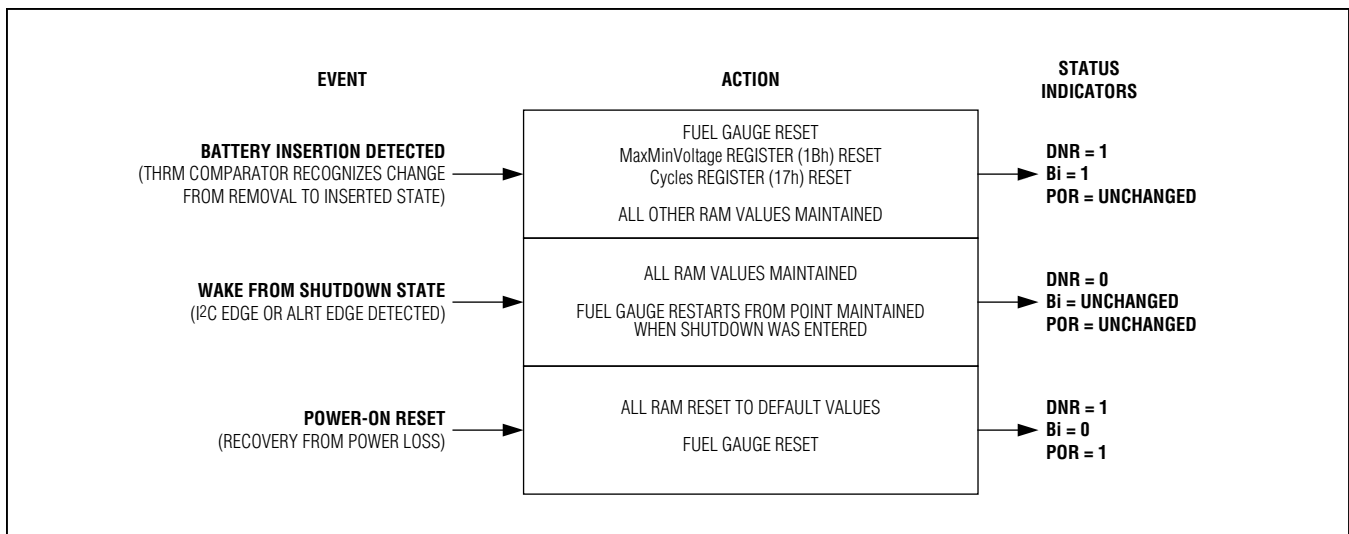 EVENT
ACTION
STATUS
INDICATORS
BATTERY INSERTION DETECTED
(THRM COMPARATOR RECOGNIZES CHANGE
FROM REMOVAL TO INSERTED STATE)
FUEL GAUGE RESET
MaxMinVoltage REGISTER (1Bh) RESET
Cycles REGISTER (17h) RESET
ALL OTHER RAM VALUES MAINTAINED
DNR = 1
Bi = 1
POR = UNCHANGED
WAKE FROM SHUTDOWN STATE
(I2C EDGE OR ALRT EDGE DETECTED)
ALL RAM VALUES MAINTAINED
FUEL GAUGE RESTARTS FROM POINT MAINTAINED
WHEN SHUTDOWN WAS ENTERED
DNR = 0
Bi = UNCHANGED
POR = UNCHANGED
POWER-ON RESET
(RECOVERY FROM POWER LOSS)
ALL RAM RESET TO DEFAULT VALUES
FUEL GAUGE RESET
DNR = 1
Bi = 0
POR = 1